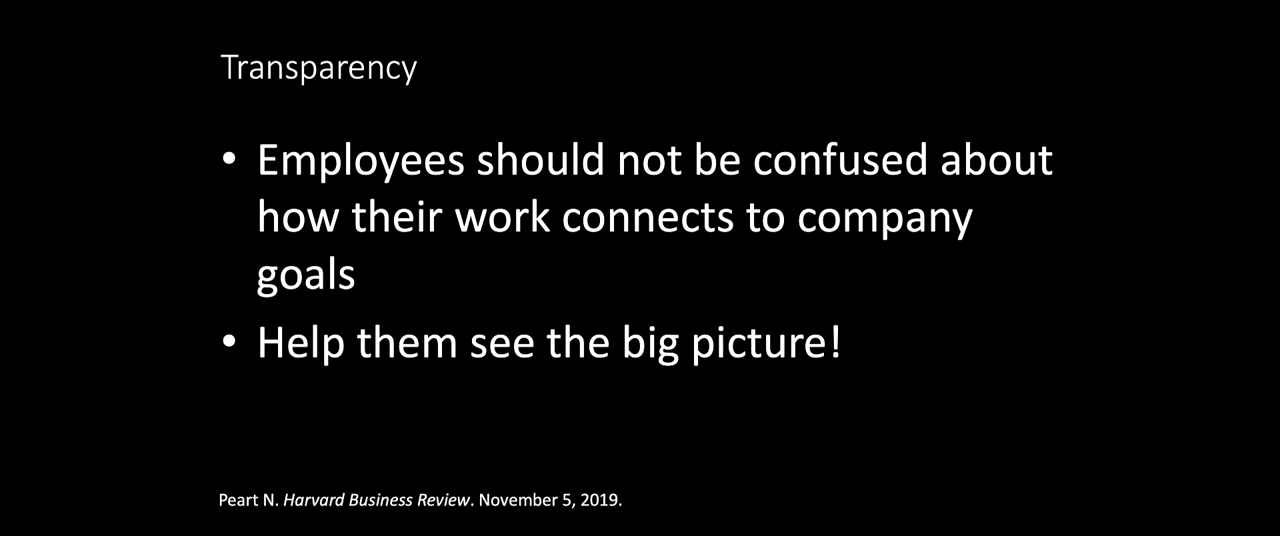 Transparency
• Employees should not be confused about
how their work connects to company
goals
• Help them see the big picture!
Peart N. Harvard Business Review. November 5, 2019.